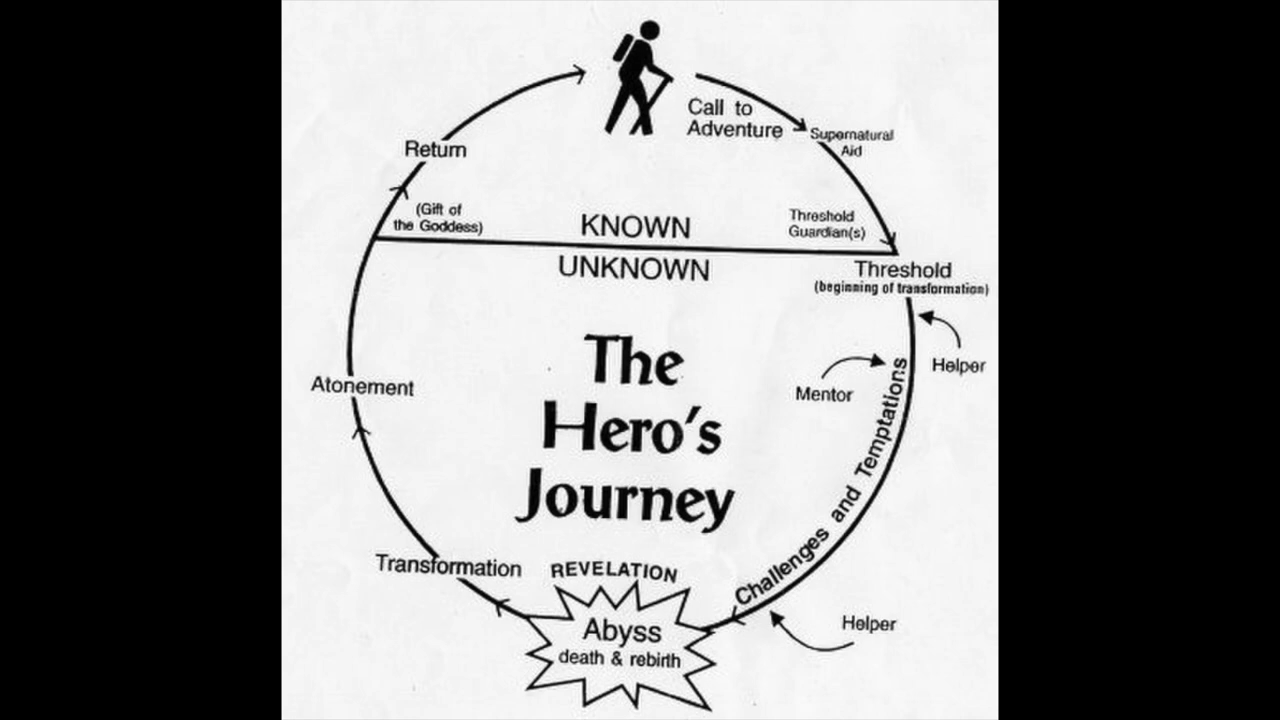 Call to
Adventure
Supernatural
Aid
Return
(Gift of
the Goddess)
KNOWN
Threshold
Guardian(s)
UNKNOWN
Threshold
(beginning of transformation)
The
Hero's
Journey
Helper
Mentor
Challenges and Temptations
Atonement
Transformation
REVELATION
Abyss
death & rebirth
Helper